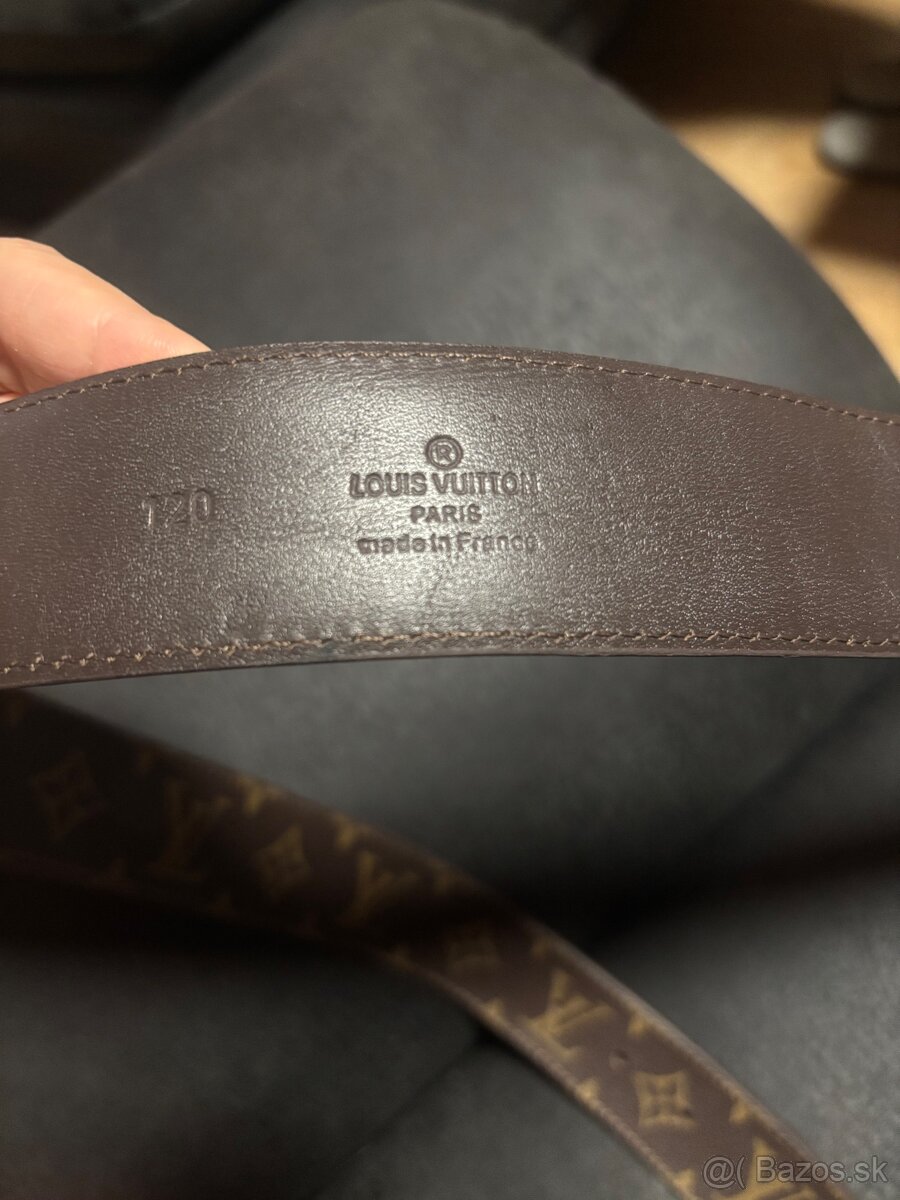 ®
LOUIS VUITTON
PARIS
made in France
120
@( Bazos.sk